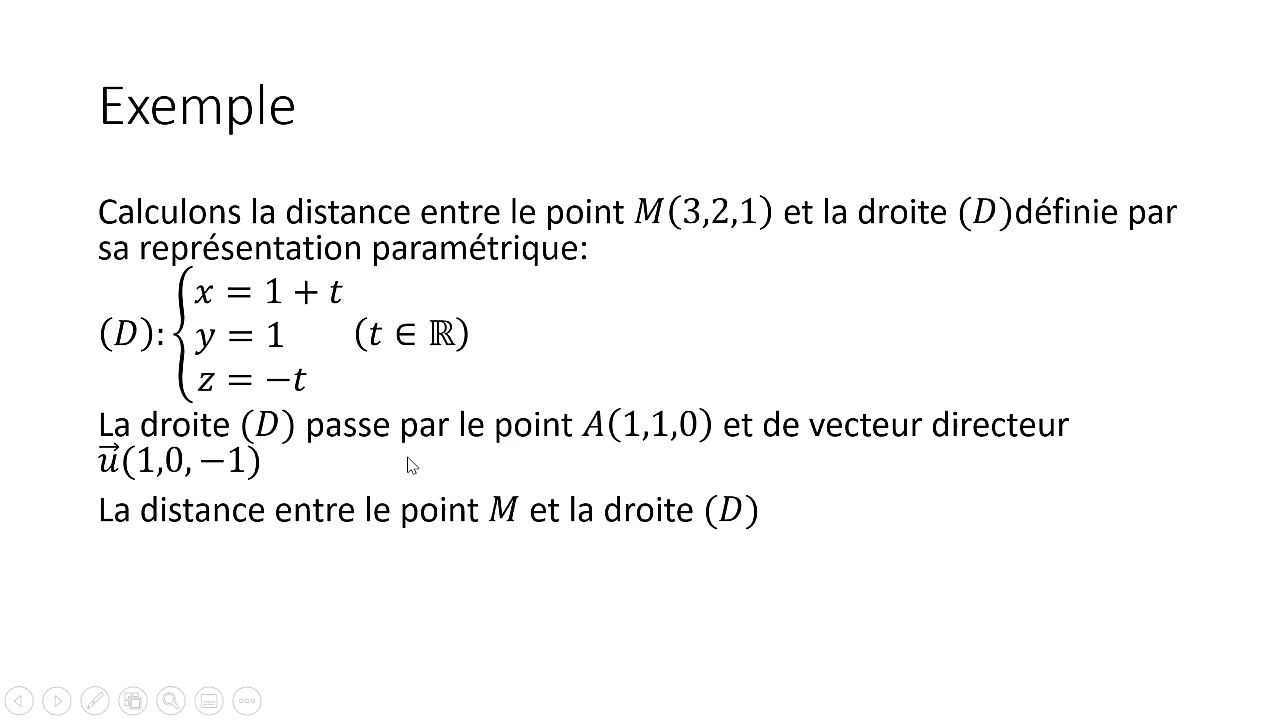 Exemple
Calculons la distance entre le point M(3,2,1) et la droite (D)définie par
sa représentation paramétrique:
x = 1 + t
(D): { y = 1 (t ∈ ℝ)
z = −t
La droite (D) passe par le point A(1,1,0) et de vecteur directeur
u⃗(1,0, −1)
La distance entre le point M et la droite (D)